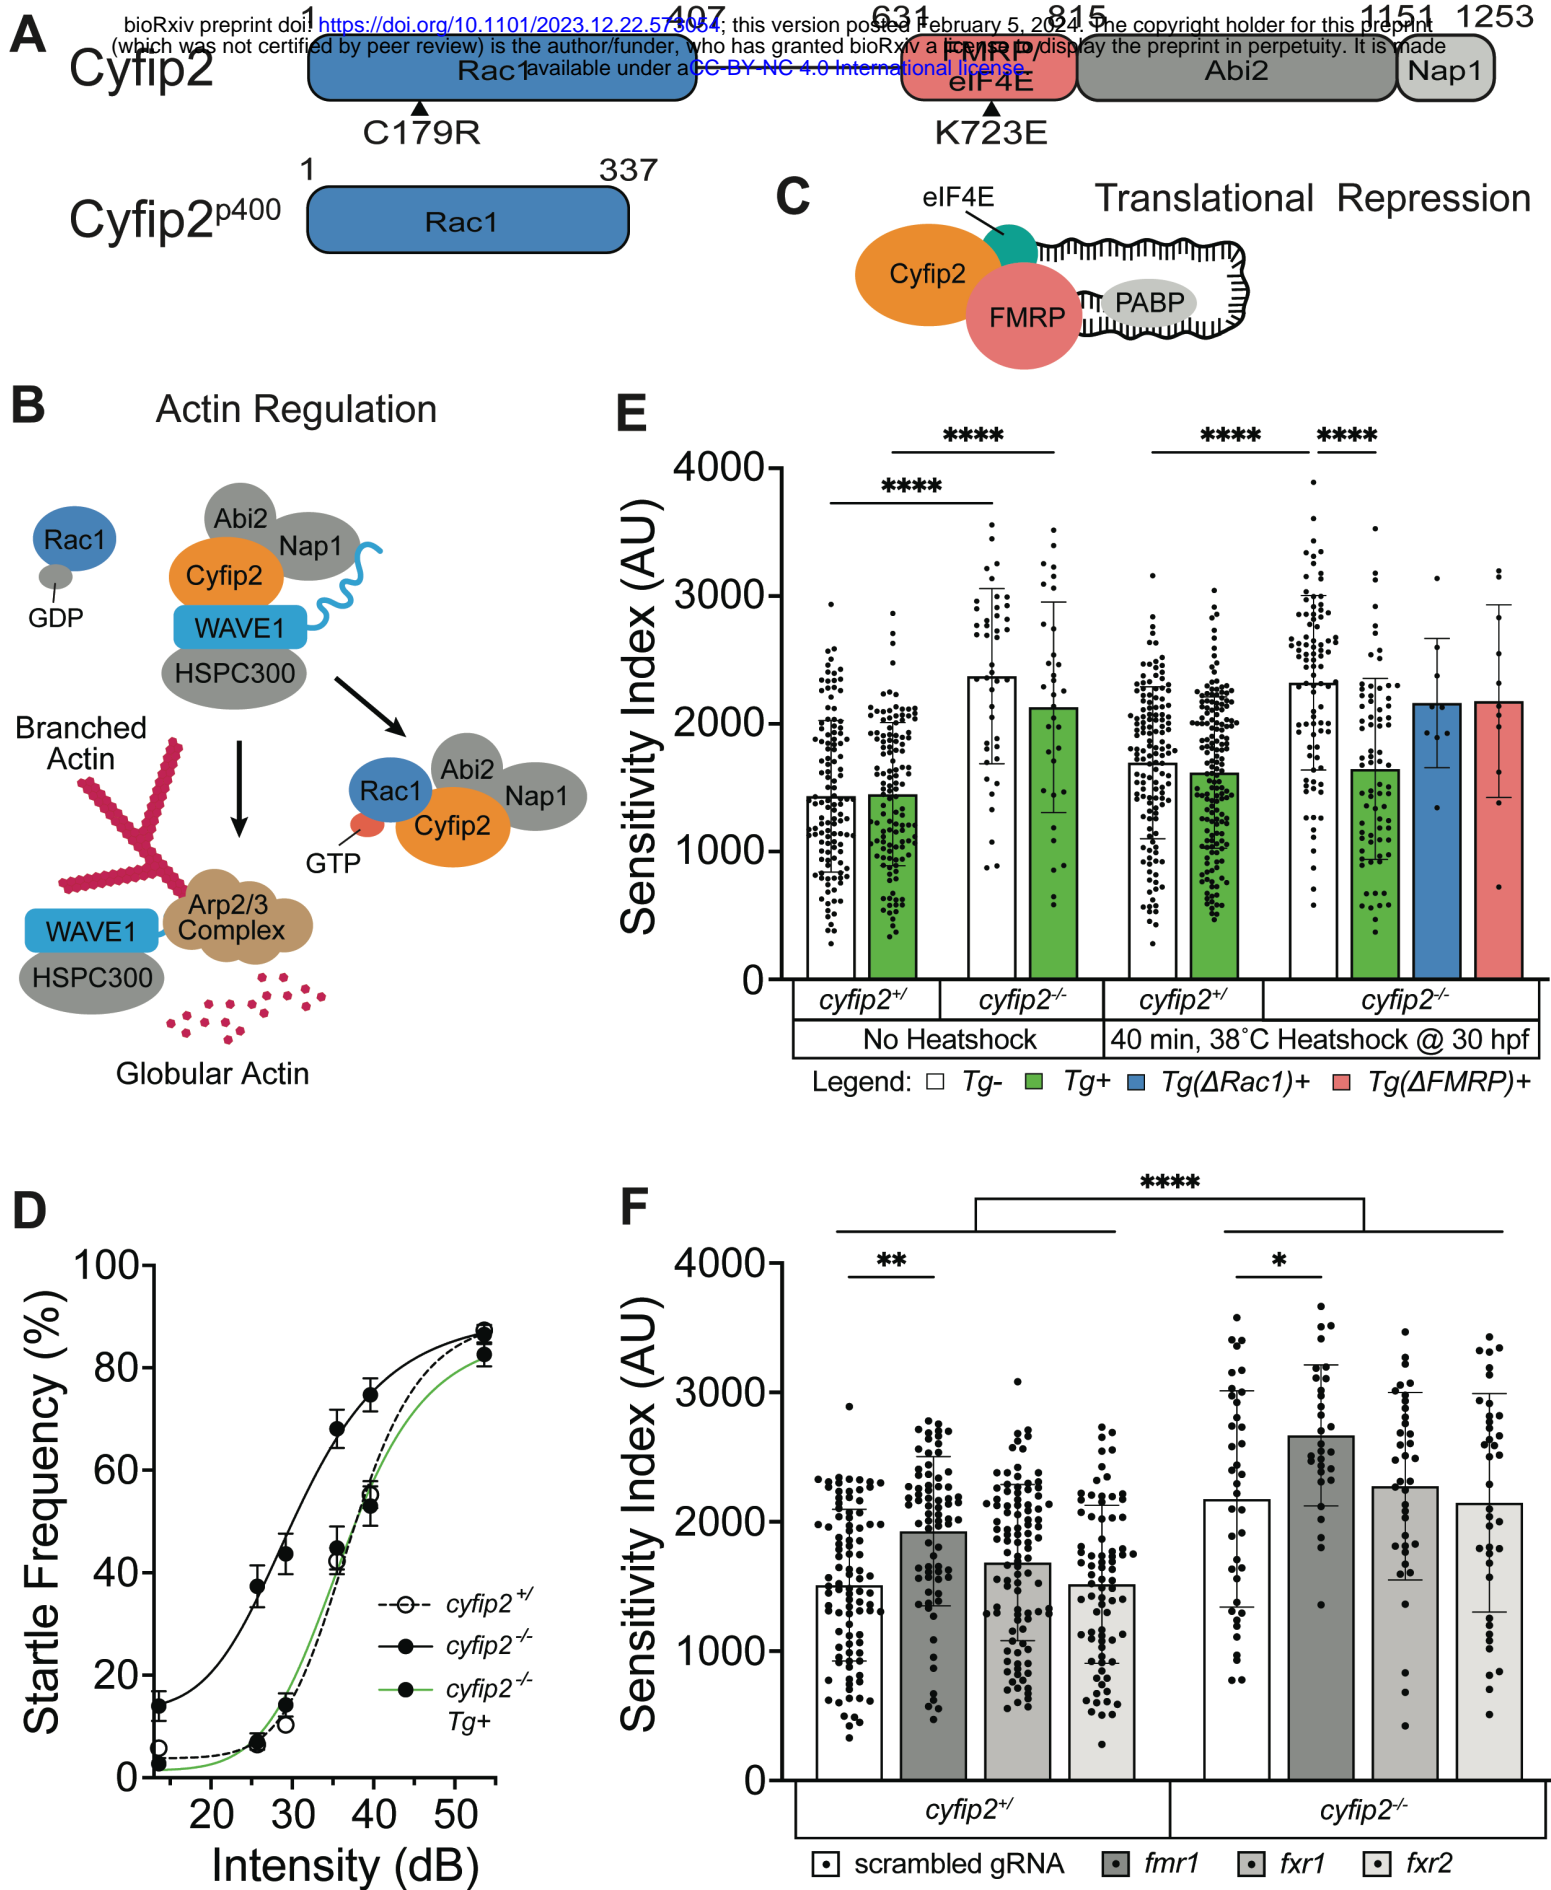 bioRxiv preprint doi: https://doi.org/10.1101/2023.12.22.573054; this version posted February 5, 2024. The copyright holder for this preprint
(which was not certified by peer review) is the author/funder, who has granted bioRxiv a license to display the preprint in perpetuity. It is made
available under aCC-BY-NC 4.0 International license.
A
1 407 631 815 1151 1253
Cyfip2
Rac1
FMRP/
eIF4E
Abi2
Nap1
C179R
K723E
1 337
Cyfip2p400
Rac1
C
Translational Repression
eIF4E
Cyfip2
FMRP
PABP
B
Actin Regulation
Rac1
GDP
Abi2
Nap1
Cyfip2
WAVE1
HSPC300
Branched
Actin
Rac1
Abi2
Nap1
Cyfip2
GTP
Arp2/3
Complex
WAVE1
HSPC300
Globular Actin
E
**** **** ****
****
Sensitivity Index (AU)
4000
3000
2000
1000
0
cyfip2+/ cyfip2-/- cyfip2+/ cyfip2-/-
No Heatshock
40 min, 38˚C Heatshock @ 30 hpf
Legend: Tg- Tg+ Tg(ΔRac1)+ Tg(ΔFMRP)+
D
Startle Frequency (%)
100
80
60
40
20
0
20 30 40 50
Intensity (dB)
cyfip2+/
cyfip2-/-
cyfip2-/-
Tg+
F
****
** *
Sensitivity Index (AU)
4000
3000
2000
1000
0
cyfip2+/ cyfip2-/-
scrambled gRNA fmr1 fxr1 fxr2